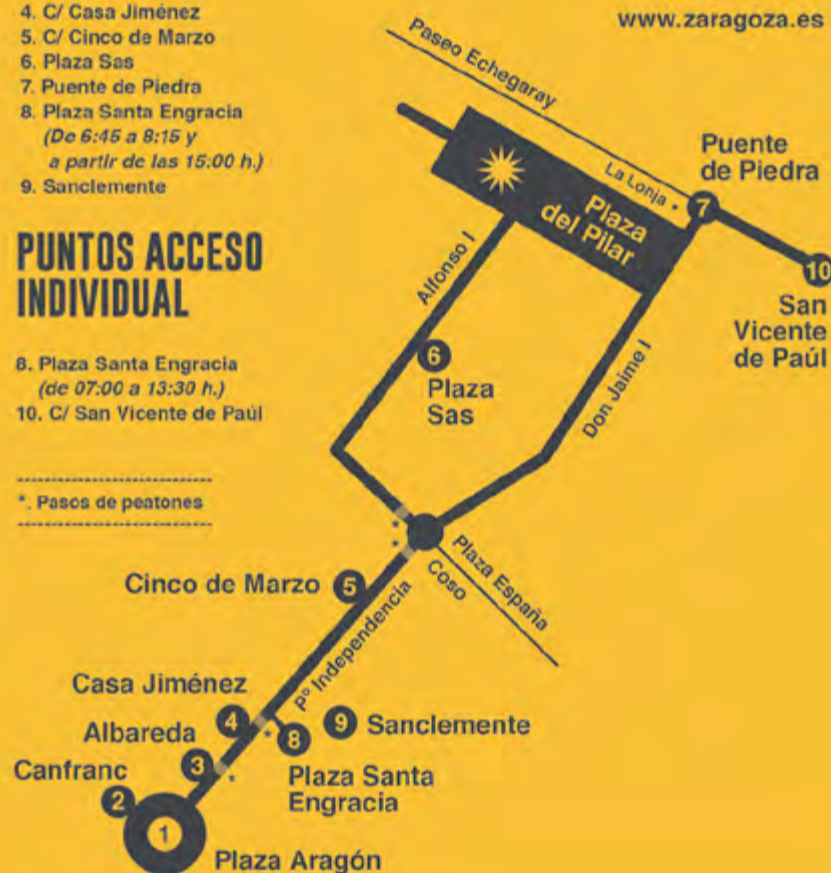 4. C/ Casa Jiménez
5. C/ Cinco de Marzo
6. Plaza Sas
7. Puente de Piedra
8. Plaza Santa Engracia
(De 6:45 a 8:15 y
a partir de las 15:00 h.)
9. Sanclemente
PUNTOS ACCESO
INDIVIDUAL
8. Plaza Santa Engracia
(de 07:00 a 13:30 h.)
10. C/ San Vicente de Paúl
*. Pasos de peatones
www.zaragoza.es
Paseo Echegaray
La Lonja *
Puente
de Piedra
7
Plaza
del Pilar
10
San
Vicente
de Paúl
Alfonso I
6
Plaza
Sas
Don Jaime I
*
*
Plaza España
Coso
Cinco de Marzo
5
Pº Independencia
Casa Jiménez
4
*
8
9
Sanclemente
Albareda
3
*
Plaza Santa
Engracia
Canfranc
2
1
Plaza Aragón